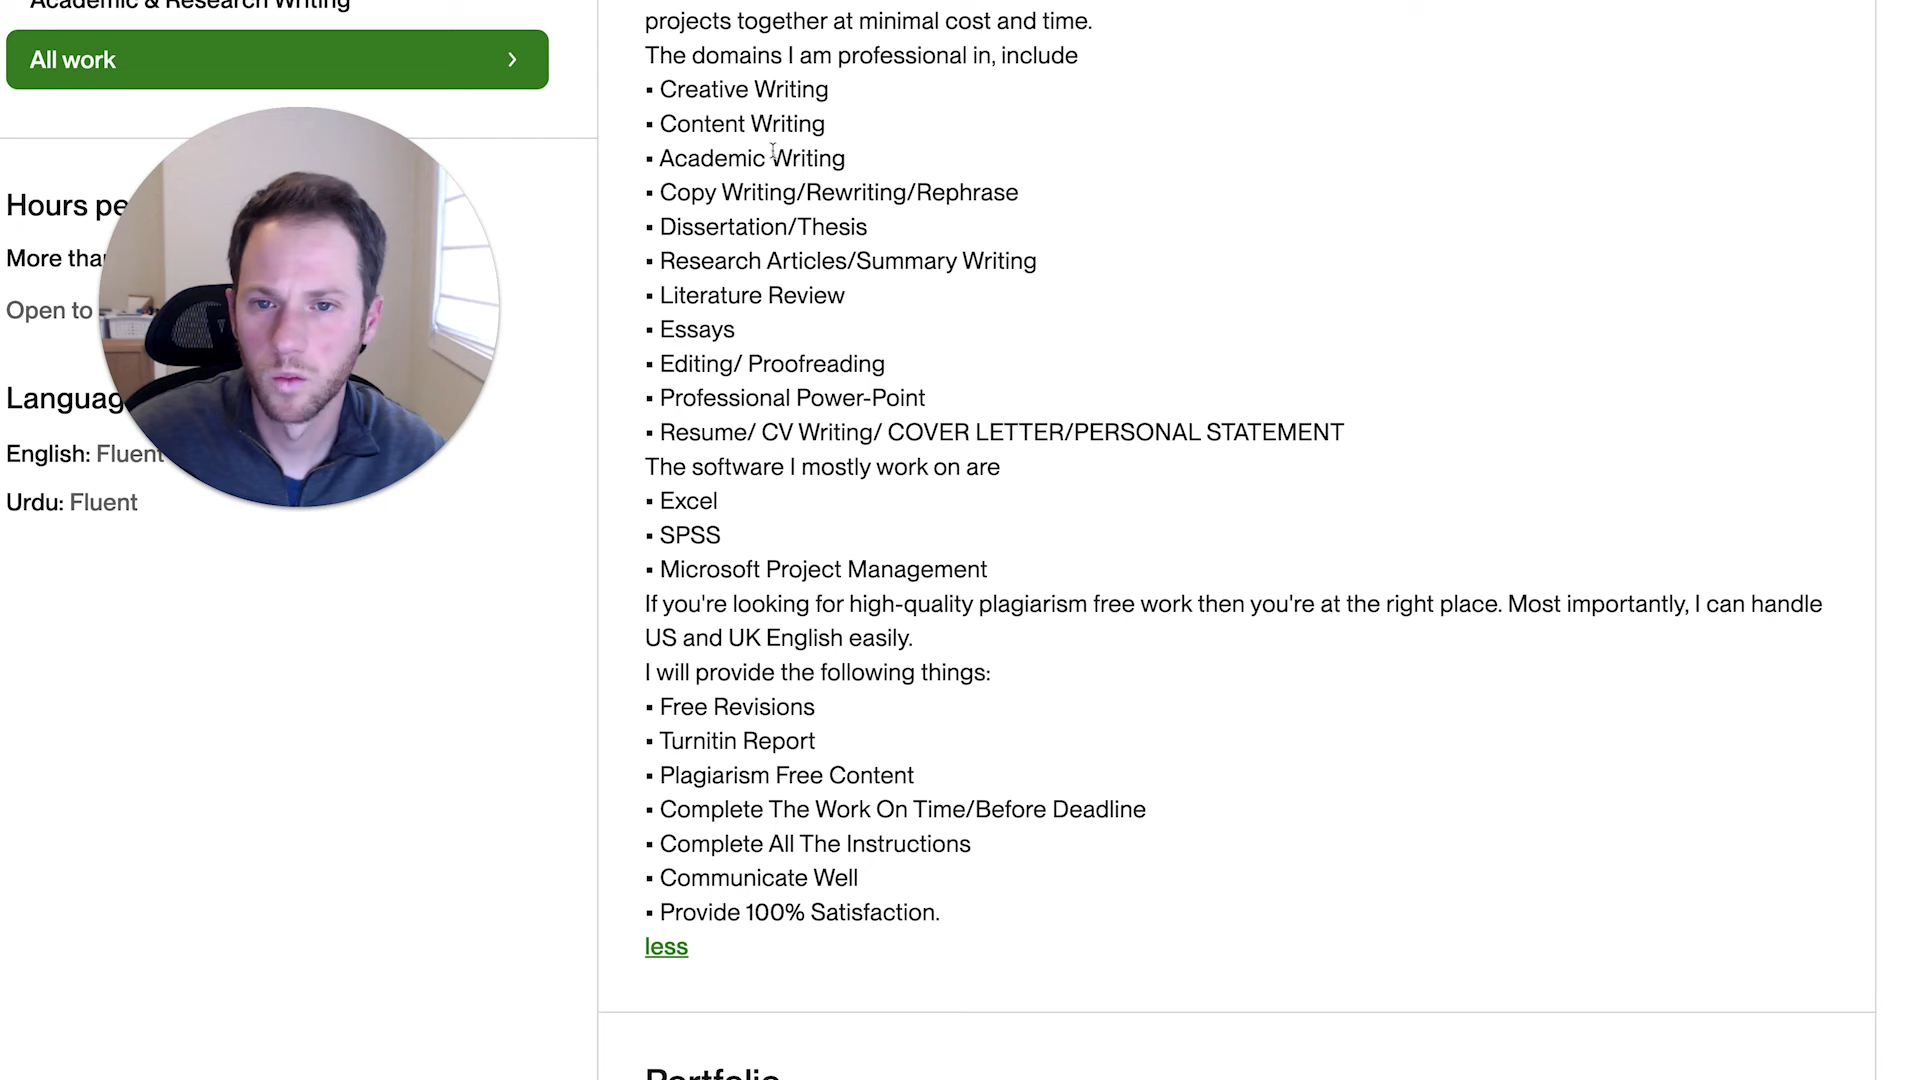 Academic & Research Writing
All work
Hours pe
More tha
Open to
Languag
English: Fluent
Urdu: Fluent
projects together at minimal cost and time.
The domains I am professional in, include
▪ Creative Writing
▪ Content Writing
▪ Academic Writing
▪ Copy Writing/Rewriting/Rephrase
▪ Dissertation/Thesis
▪ Research Articles/Summary Writing
▪ Literature Review
▪ Essays
▪ Editing/ Proofreading
▪ Professional Power-Point
▪ Resume/ CV Writing/ COVER LETTER/PERSONAL STATEMENT
The software I mostly work on are
▪ Excel
▪ SPSS
▪ Microsoft Project Management
If you're looking for high-quality plagiarism free work then you're at the right place. Most importantly, I can handle
US and UK English easily.
I will provide the following things:
▪ Free Revisions
▪ Turnitin Report
▪ Plagiarism Free Content
▪ Complete The Work On Time/Before Deadline
▪ Complete All The Instructions
▪ Communicate Well
▪ Provide 100% Satisfaction.
less
Portfolio